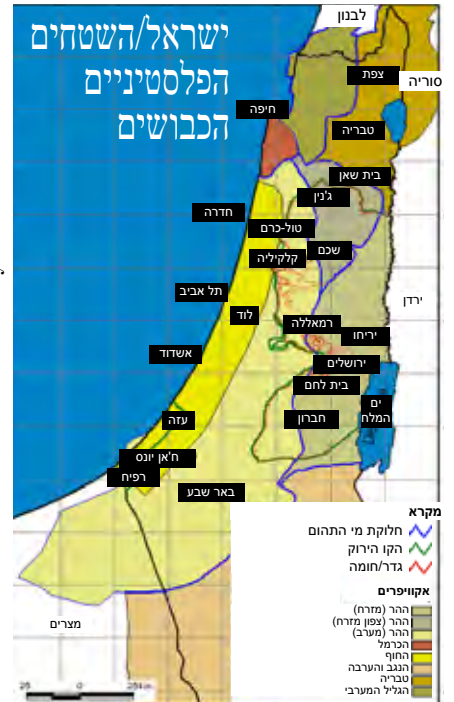 ישראל/השטחים
הפלסטיניים
הכבושים
לבנון
צפת
סוריה
חיפה
טבריה
בית שאן
ג'נין
חדרה
טול-כרם
שכם
קלקיליה
תל אביב
ירדן
לוד
רמאללה
יריחו
אשדוד
ירושלים
בית לחם
ים
המלח
עזה
חברון
ח'אן יונס
רפיח
באר שבע
מצרים
מקרא
חלוקת מי התהום
הקו הירוק
גדר/חומה
אקוויפרים
ההר (מזרח)
ההר (צפון מזרח)
ההר (מערב)
הכרמל
החוף
הנגב והערבה
טבריה
הגליל המערבי
25 0 25